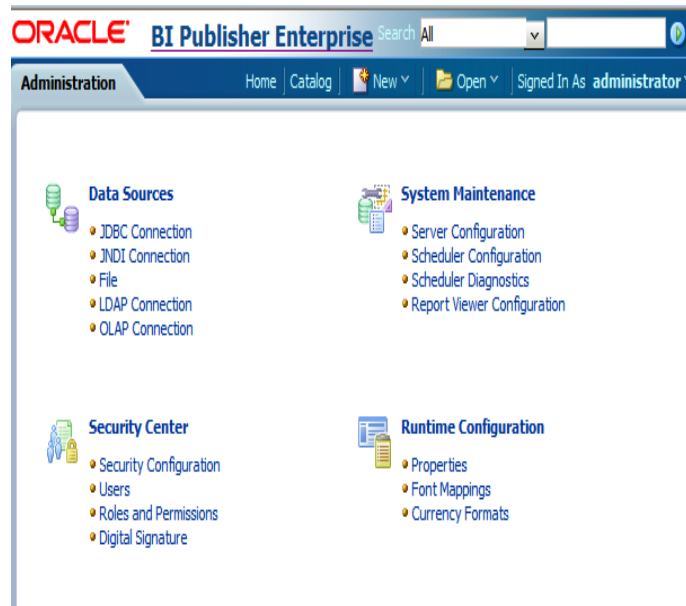 ORACLE BI Publisher Enterprise Search All
Administration Home Catalog New Open Signed In As administrator
Data Sources
JDBC Connection
JNDI Connection
File
LDAP Connection
OLAP Connection
System Maintenance
Server Configuration
Scheduler Configuration
Scheduler Diagnostics
Report Viewer Configuration
Security Center
Security Configuration
Users
Roles and Permissions
Digital Signature
Runtime Configuration
Properties
Font Mappings
Currency Formats